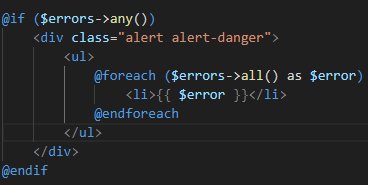 @if ($errors->any())
<div class="alert alert-danger">
<ul>
@foreach ($errors->all() as $error)
<li>{{ $error }}</li>
@endforeach
</ul>
</div>
@endif